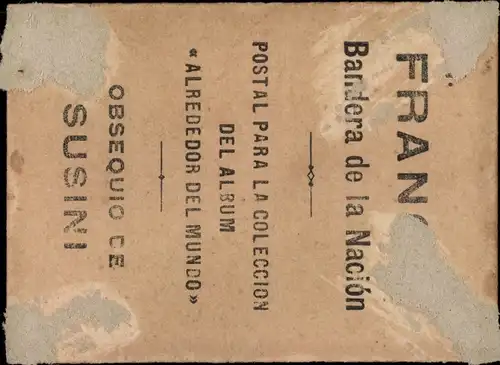 FRANC
Bandera de la Nación
POSTAL PARA LA COLECCION
DEL ALBUM
«ALREDEDOR DEL MUNDO»
OBSEQUIO DE
SUSINI